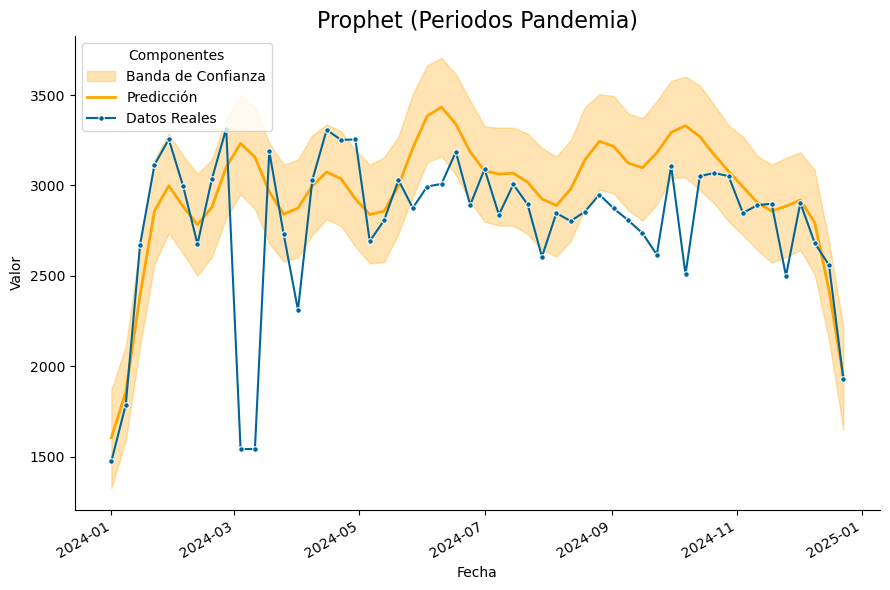 Prophet (Periodos Pandemia)
Componentes
Banda de Confianza
Predicción
Datos Reales
Valor
3500
3000
2500
2000
1500
2024-01
2024-03
2024-05
2024-07
2024-09
2024-11
2025-01
Fecha